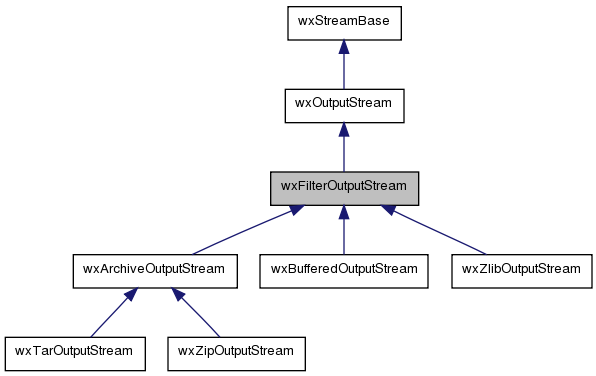 wxStreamBase
wxOutputStream
wxFilterOutputStream
wxArchiveOutputStream
wxBufferedOutputStream
wxZlibOutputStream
wxTarOutputStream
wxZipOutputStream